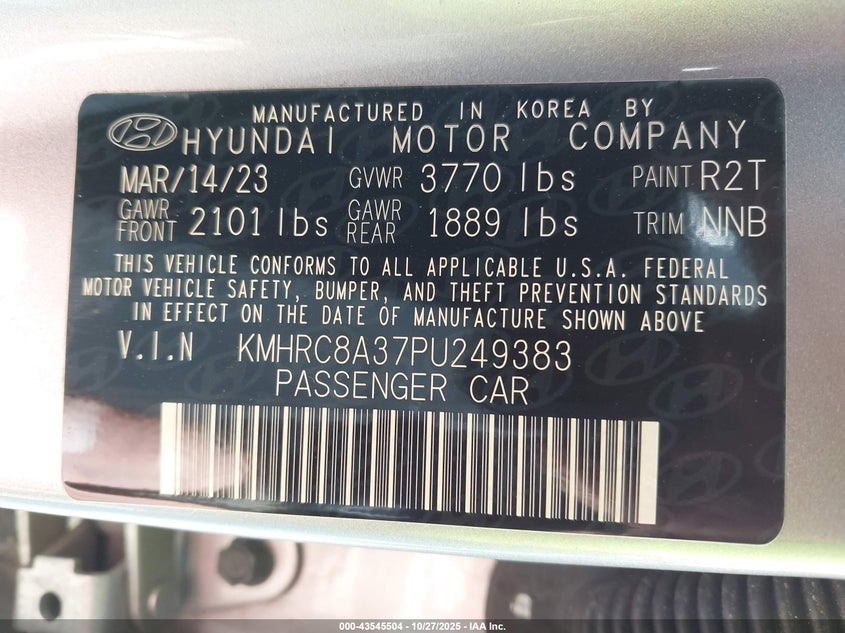 MANUFACTURED IN KOREA BY
HYUNDAI MOTOR COMPANY
MAR/14/23 GVWR 3770 lbs PAINT R2T
GAWR FRONT 2101 lbs GAWR REAR 1889 lbs TRIM NNB
THIS VEHICLE CONFORMS TO ALL APPLICABLE U.S.A. FEDERAL
MOTOR VEHICLE SAFETY, BUMPER, AND THEFT PREVENTION STANDARDS
IN EFFECT ON THE DATE OF MANUFACTURE SHOWN ABOVE
V.I.N KMHRC8A37PU249383
PASSENGER CAR
000-43545504 - 10/27/2025 - IAA Inc.